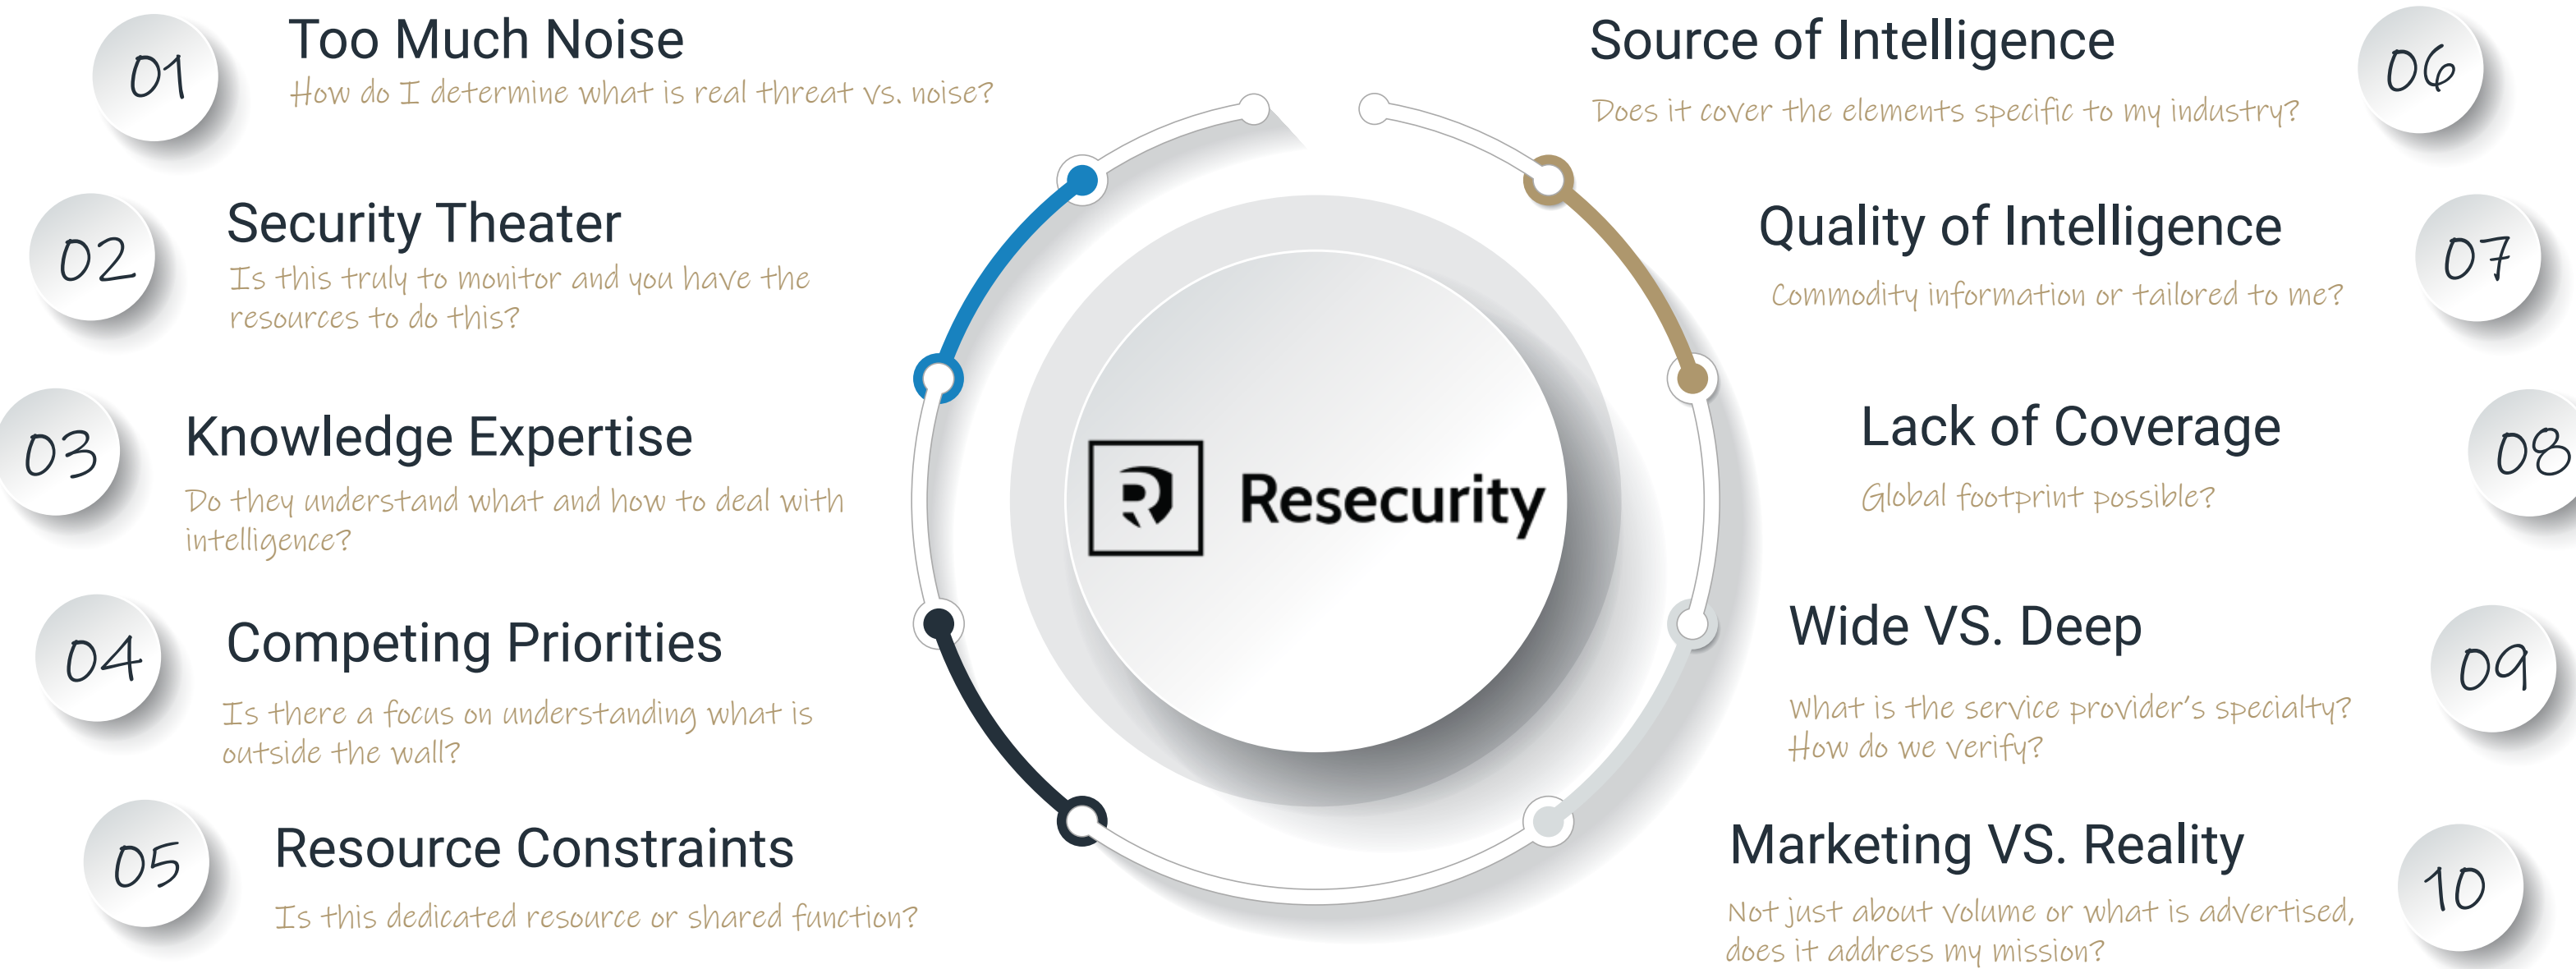 01
Too Much Noise
How do I determine what is real threat vs. noise?
02
Security Theater
Is this truly to monitor and you have the
resources to do this?
03
Knowledge Expertise
Do they understand what and how to deal with
intelligence?
04
Competing Priorities
Is there a focus on understanding what is
outside the wall?
05
Resource Constraints
Is this dedicated resource or shared function?
Resecurity
Source of Intelligence
06
Does it cover the elements specific to my industry?
Quality of Intelligence
07
Commodity information or tailored to me?
Lack of Coverage
08
Global footprint possible?
Wide VS. Deep
09
What is the service provider's specialty?
How do we verify?
Marketing VS. Reality
10
Not just about volume or what is advertised,
does it address my mission?